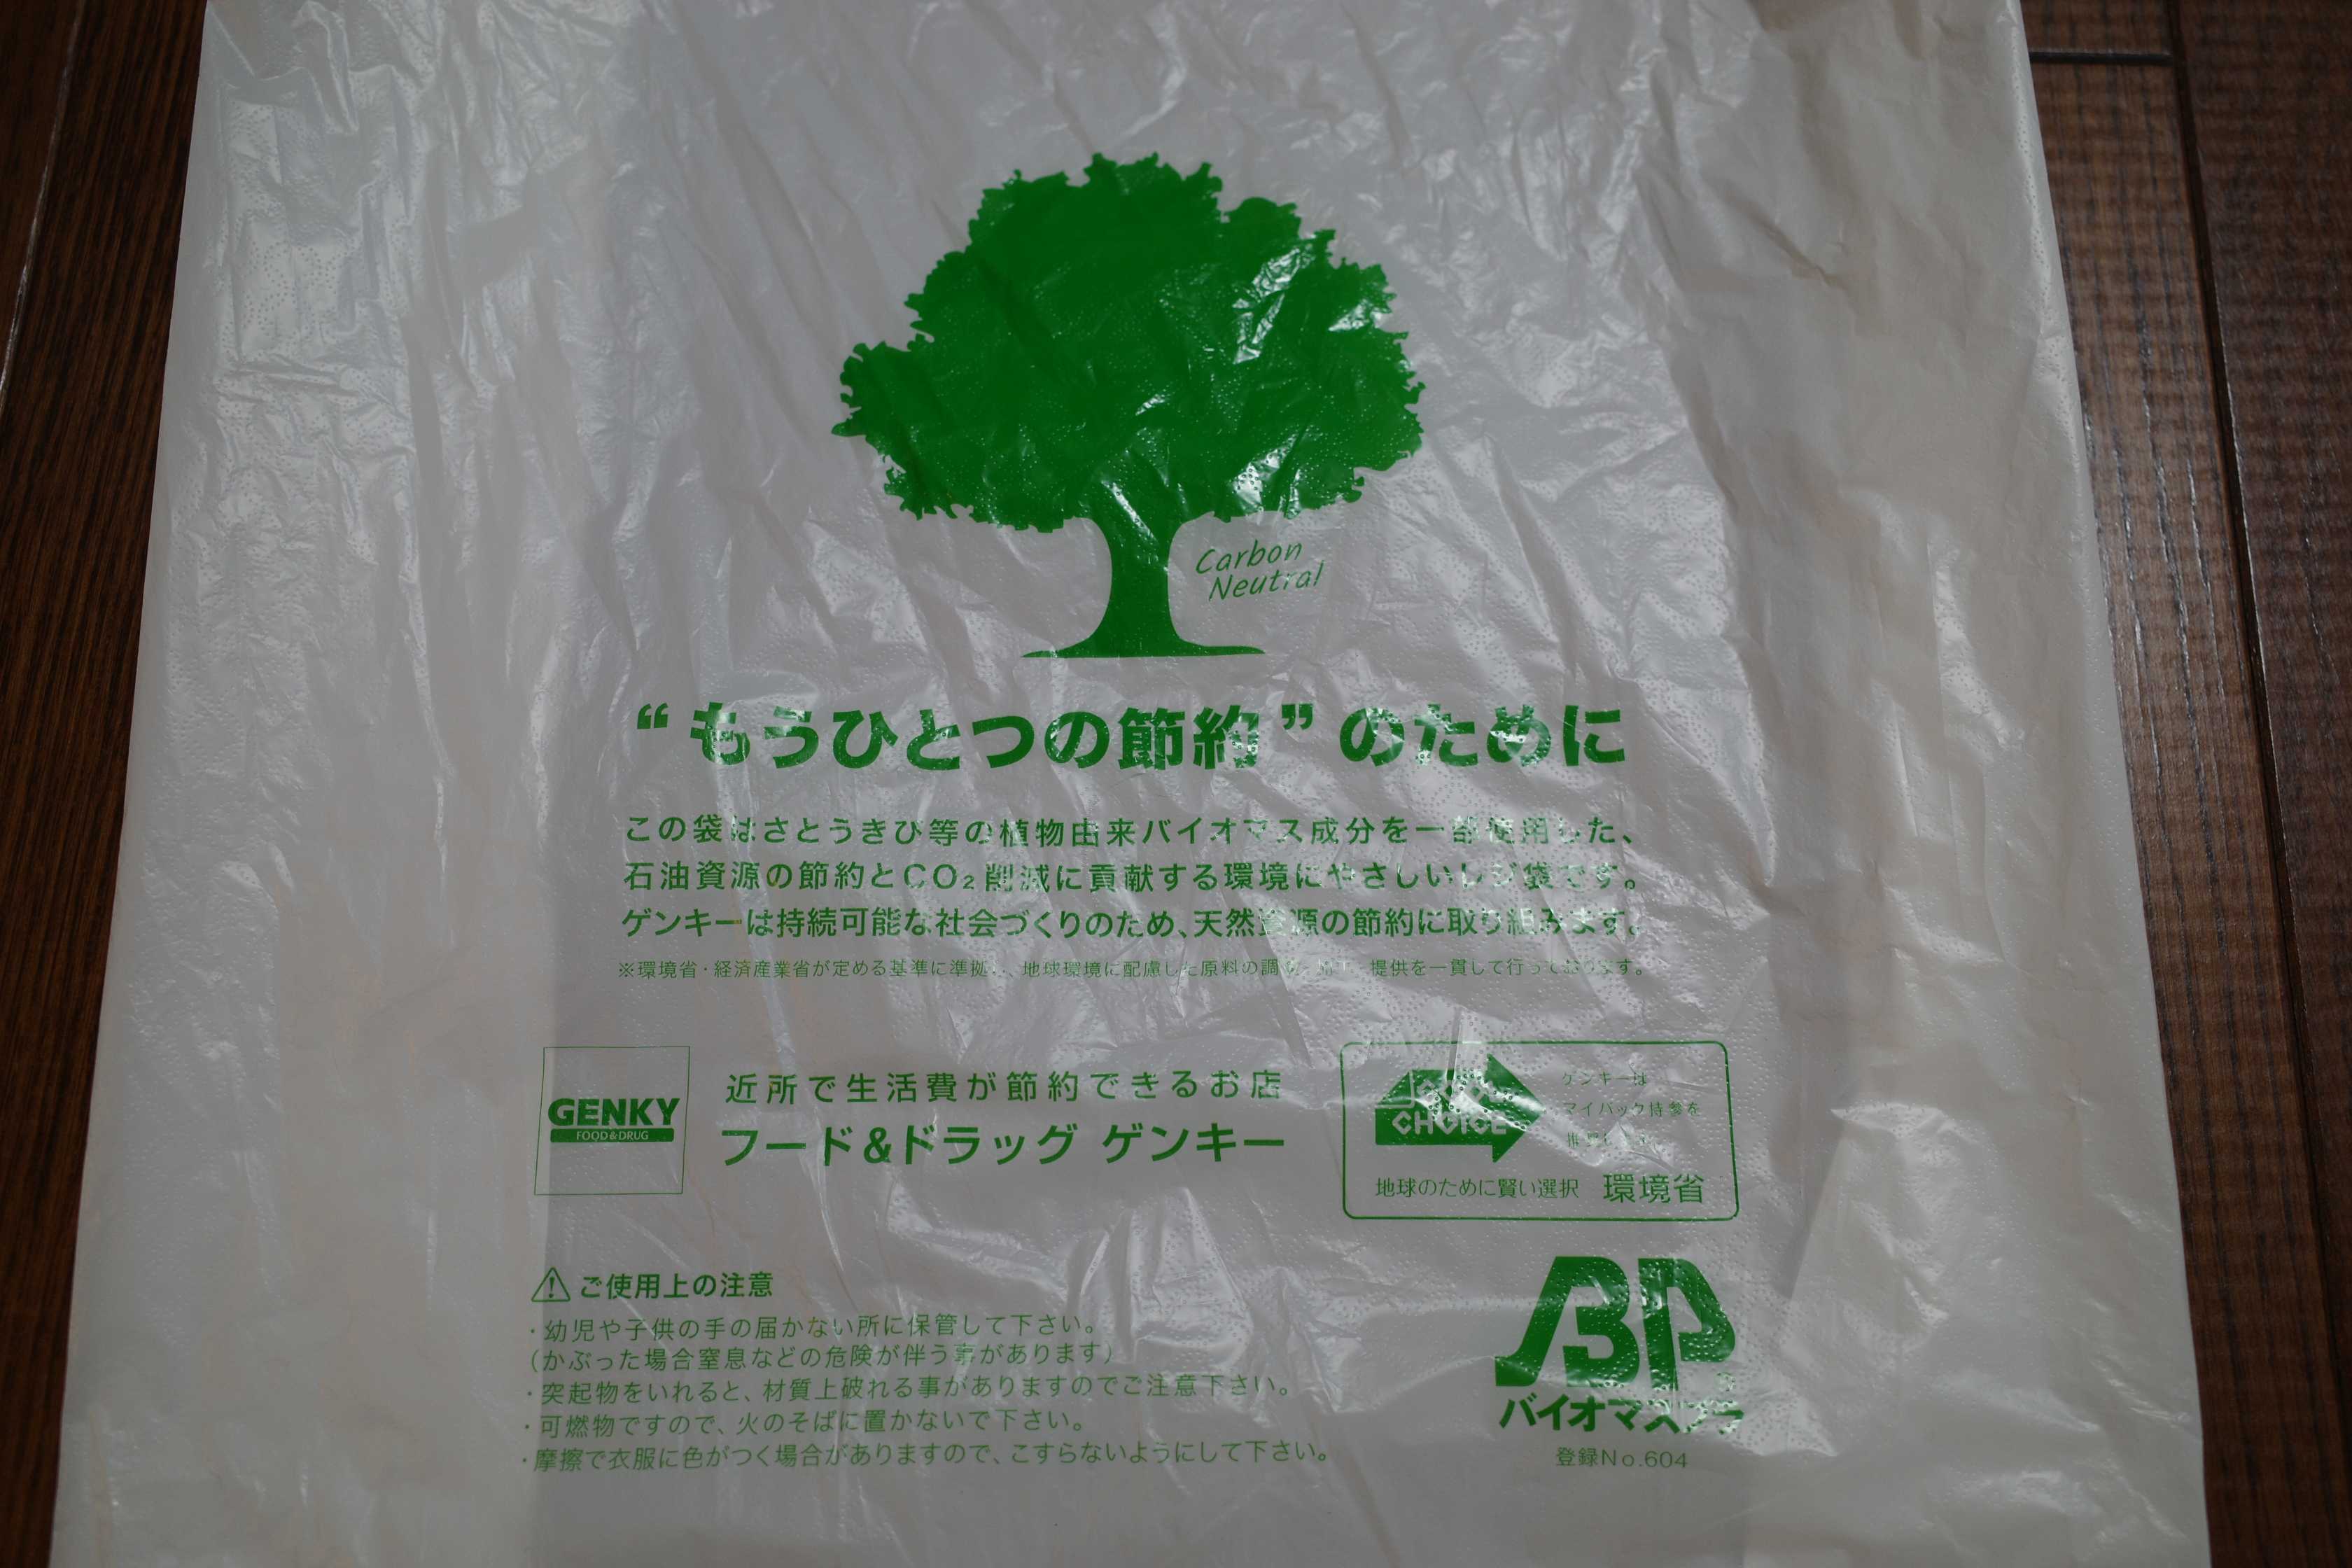 Carbon
Neutral
“もうひとつの節約”のために
この袋はさとうきび等の植物由来バイオマス成分を一部使用した、
石油資源の節約とCO₂削減に貢献する環境にやさしいレジ袋です。
ゲンキーは持続可能な社会づくりのため、天然資源の節約に取り組みます。
※環境省・経済産業省が定める基準に準拠し、地球環境に配慮した原料の調 提供を一貫して行っております。
GENKY
FOOD&DRUG
近所で生活費が節約できるお店
フード&ドラッグ ゲンキー
CHOICE
ゲンキーは
マイバック持参を
地球のために賢い選択 環境省
⚠ご使用上の注意
・幼児や子供の手の届かない所に保管して下さい。
(かぶった場合窒息などの危険が伴う事があります)
・突起物をいれると、材質上破れる事がありますのでご注意下さい。
・可燃物ですので、火のそばに置かないで下さい。
・摩擦で衣服に色がつく場合がありますので、こすらないようにして下さい。
BP
バイオマスプラ
登録No.604